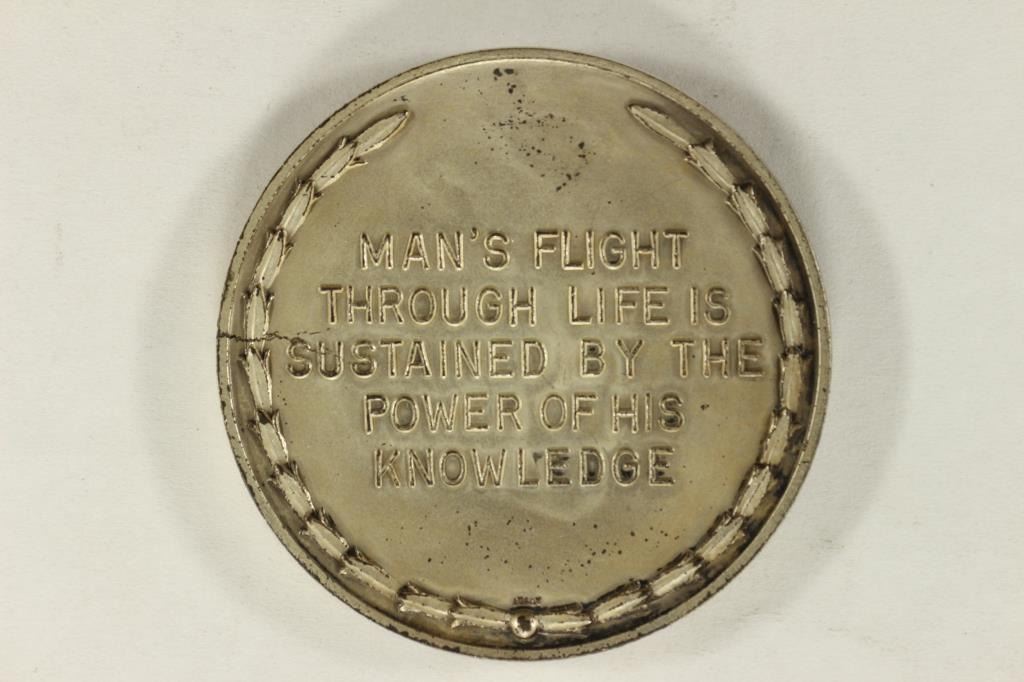 MAN'S FLIGHT
THROUGH LIFE IS
SUSTAINED BY THE
POWER OF HIS
KNOWLEDGE